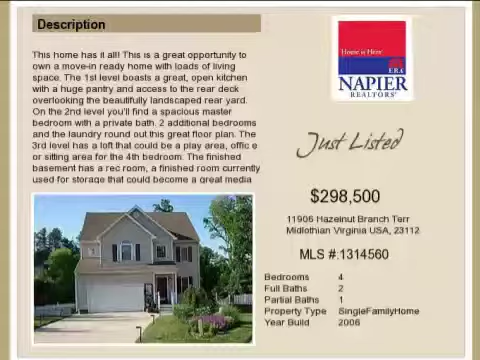 Description
This home has it all! This is a great opportunity to
own a move-in ready home with loads of living
space. The 1st level boasts a great, open kitchen
with a huge pantry and access to the rear deck
overlooking the beautifully landscaped rear yard.
On the 2nd level you'll find a spacious master
bedroom with a private bath. 2 additional bedrooms
and the laundry round out this great floor plan. The
3rd level has a loft that could be a play area, office
or sitting area for the 4th bedroom. The finished
basement has a rec room, a finished room currently
used for storage that could become a great media
Home is Here
ERA
NAPIER
REALTORS
Just Listed
$298,500
11906 Hazelnut Branch Terr
Midlothian Virginia USA, 23112
MLS #:1314560
Bedrooms 4
Full Baths 2
Partial Baths 1
Property Type SingleFamilyHome
Year Build 2006